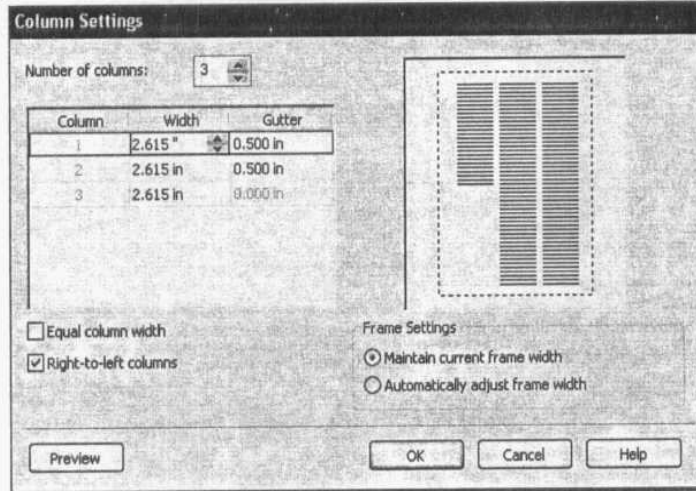 Column Settings
Number of columns: 3
Column Width Gutter
1 2.615 " 0.500 in
2 2.615 in 0.500 in
3 2.615 in 0.000 in
Equal column width
Right-to-left columns
Frame Settings
Maintain current frame width
Automatically adjust frame width
Preview OK Cancel Help